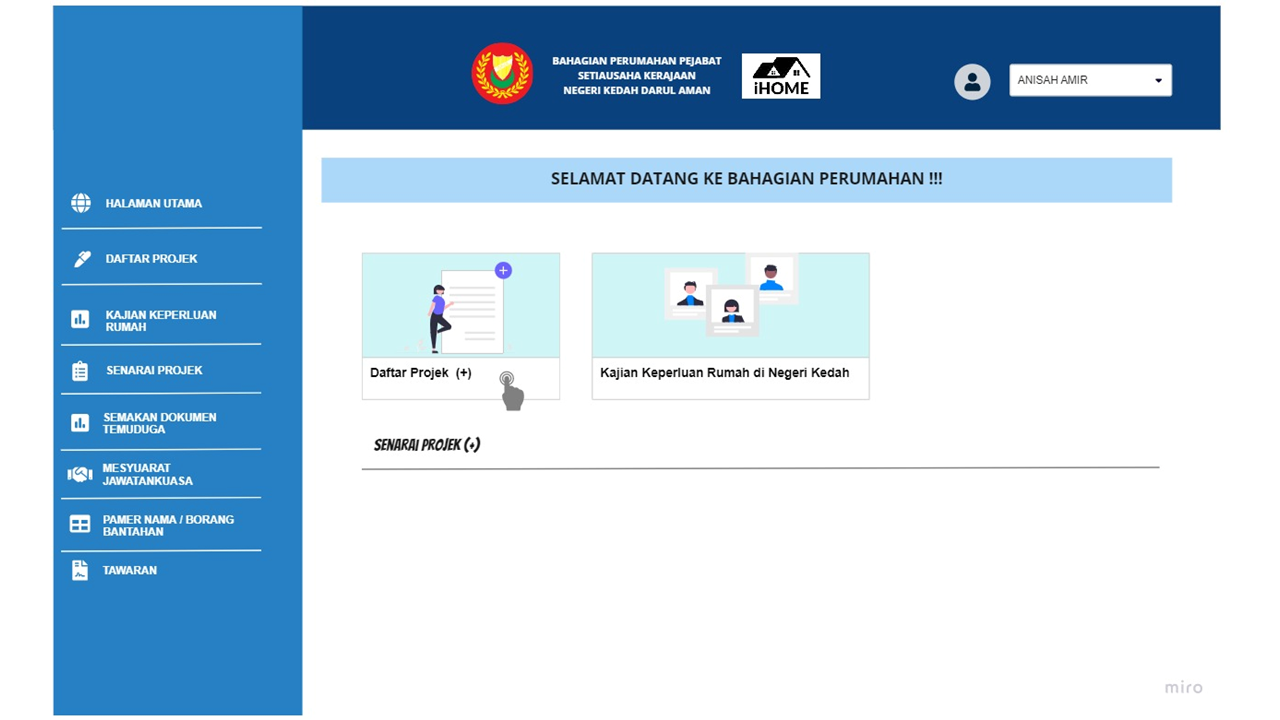 BAHAGIAN PERUMAHAN PEJABAT
SETIAUSAHA KERAJAAN
NEGERI KEDAH DARUL AMAN
iHOME
ANISAH AMIR
SELAMAT DATANG KE BAHAGIAN PERUMAHAN !!!
HALAMAN UTAMA
DAFTAR PROJEK
KAJIAN KEPERLUAN
RUMAH
SENARAI PROJEK
SEMAKAN DOKUMEN
TEMUDUGA
MESYUARAT
JAWATANKUASA
PAMER NAMA / BORANG
BANTAHAN
TAWARAN
Daftar Projek (+)
Kajian Keperluan Rumah di Negeri Kedah
SENARAI PROJEK (+)
miro